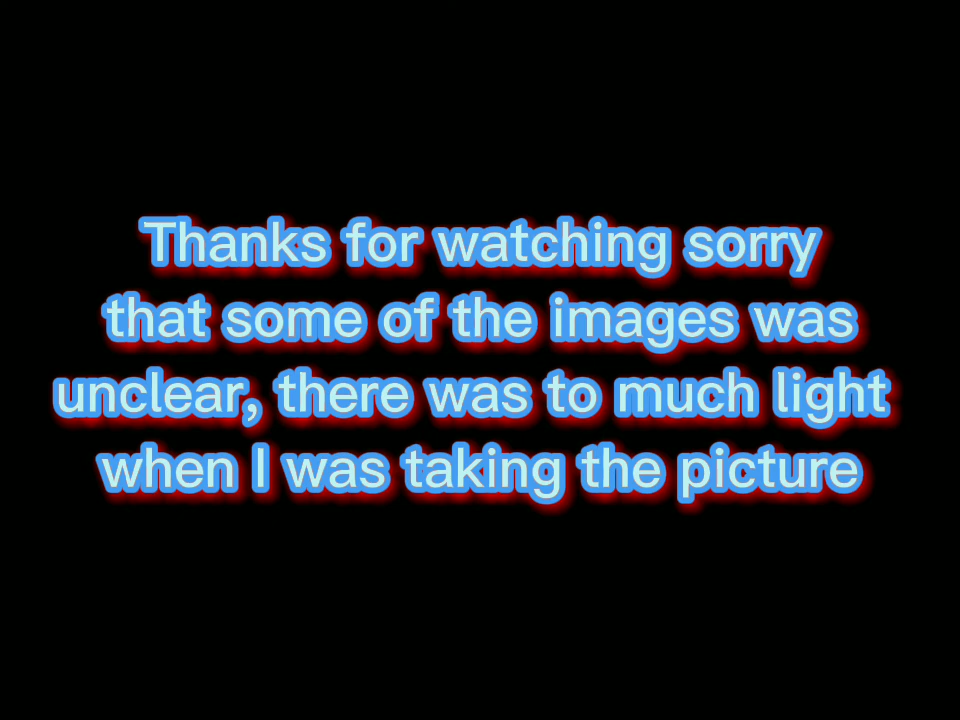 Thanks for watching sorry
that some of the images was
unclear, there was to much light
when I was taking the picture